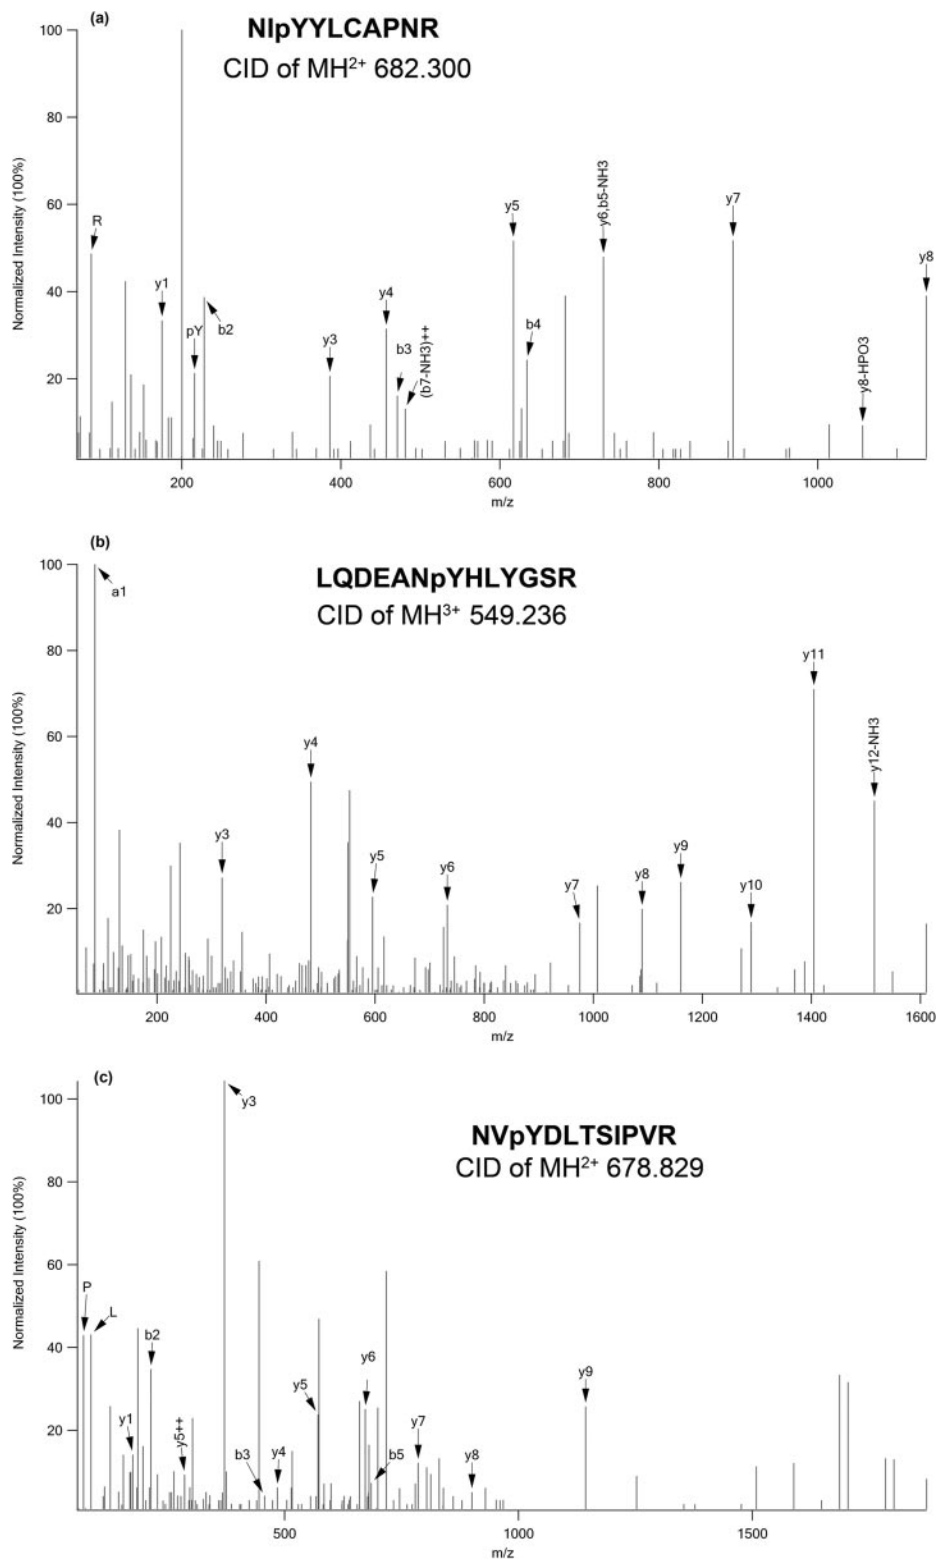 (a)
NIpYYLCAPNR
CID of MH2+ 682.300
Normalized Intensity (100%)
100
80
60
40
20
R
y1
pY
b2
y3
y4
b3
(b7-NH3)++
y5
b4
y6,b5-NH3
y7
y8-HPO3
y8
200
400
600
800
1000
m/z
(b)
LQDEANpYHLYGSR
CID of MH3+ 549.236
Normalized Intensity (100%)
100
80
60
40
20
a1
y3
y4
y5
y6
y7
y8
y9
y10
y11
y12-NH3
200
400
600
800
1000
1200
1400
1600
m/z
(c)
NVpYDLTSIPVR
CID of MH2+ 678.829
Normalized Intensity (100%)
100
80
60
40
20
P
L
y1
b2
y5++
y3
b3
y4
y5
y6
b5
y7
y8
y9
500
1000
1500
m/z